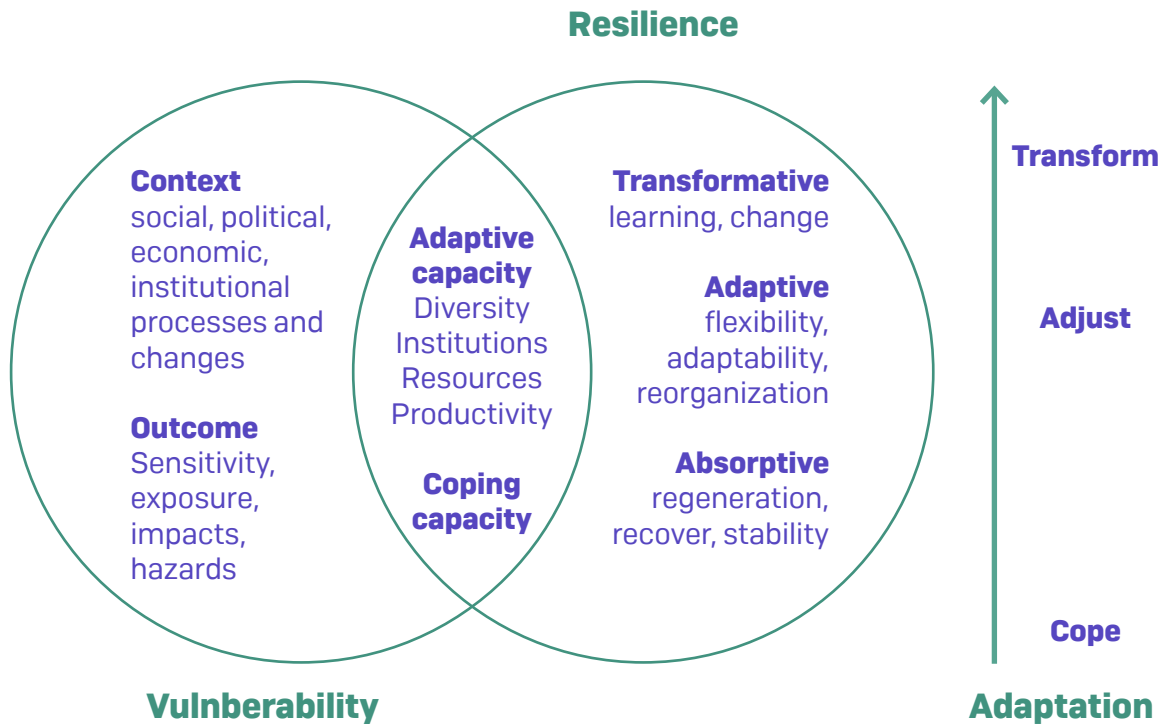 Resilience
Context
social, political,
economic,
institutional
processes and
changes
Outcome
Sensitivity,
exposure,
impacts,
hazards
Adaptive
capacity
Diversity
Institutions
Resources
Productivity
Coping
capacity
Transformative
learning, change
Adaptive
flexibility,
adaptability,
reorganization
Absorptive
regeneration,
recover, stability
Transform
Adjust
Cope
Vulnberability
Adaptation